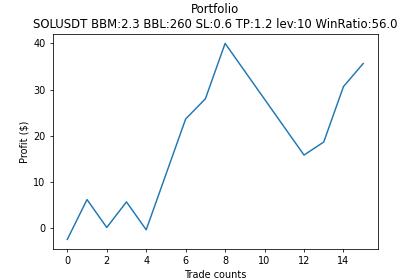 Portfolio
SOLUSDT BBM:2.3 BBL:260 SL:0.6 TP:1.2 lev:10 WinRatio:56.0
40
30
20
10
0
Profit ($)
0 2 4 6 8 10 12 14
Trade counts